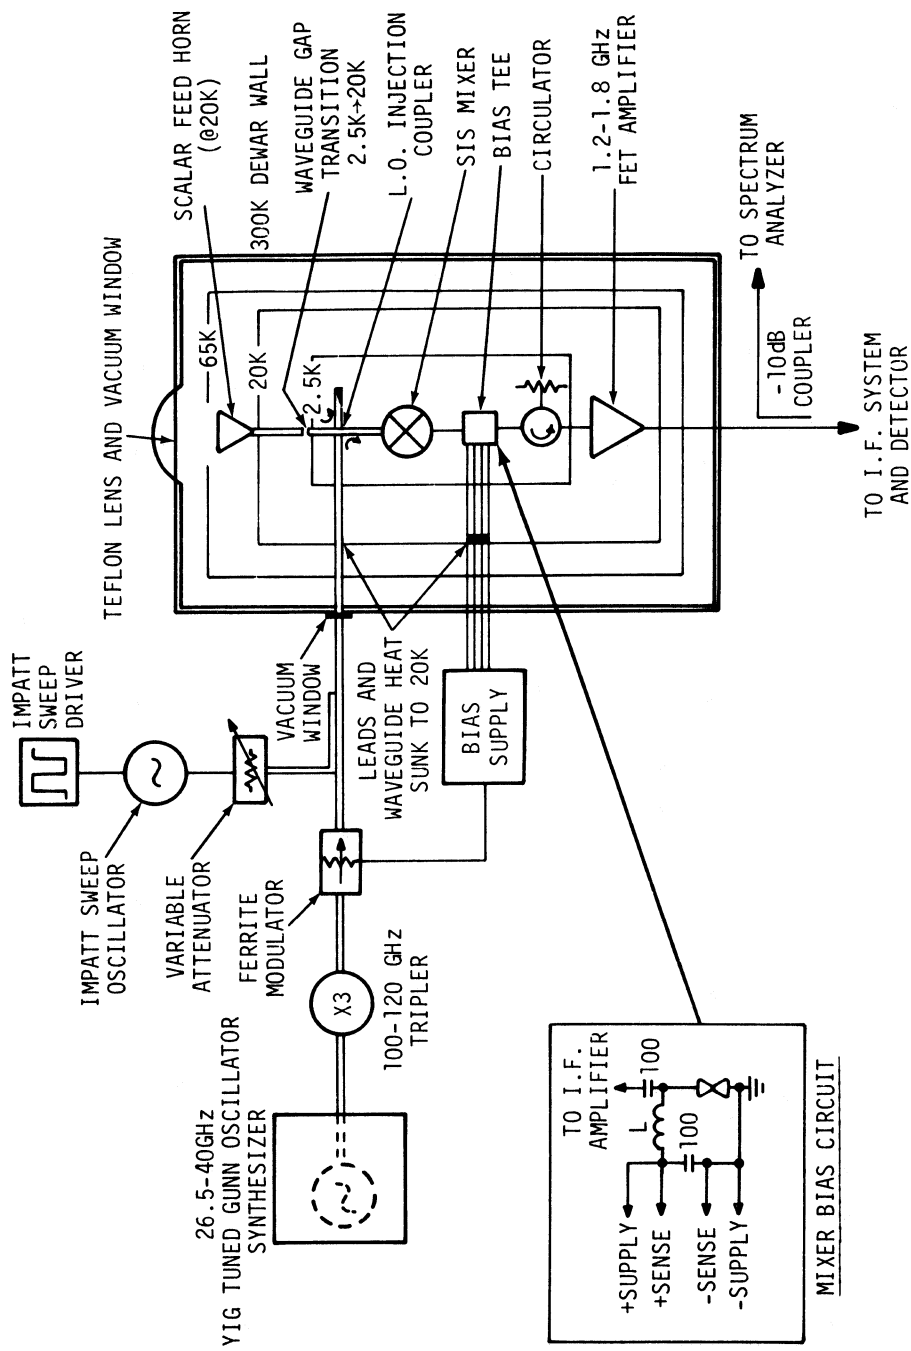 TEFLON LENS AND VACUUM WINDOW
SCALAR FEED HORN
(@20K)
300K DEWAR WALL
WAVEGUIDE GAP
TRANSITION
2.5K→20K
L.O. INJECTION
COUPLER
SIS MIXER
BIAS TEE
CIRCULATOR
1.2-1.8 GHz
FET AMPLIFIER
65K
20K
2.5K
TO SPECTRUM
ANALYZER
-10dB
COUPLER
TO I.F. SYSTEM
AND DETECTOR
IMPATT
SWEEP
DRIVER
IMPATT SWEEP
OSCILLATOR
VARIABLE
ATTENUATOR
FERRITE
MODULATOR
VACUUM
WINDOW
LEADS AND
WAVEGUIDE HEAT
SUNK TO 20K
BIAS
SUPPLY
X3
100-120 GHz
TRIPLER
26.5-40GHz
YIG TUNED GUNN OSCILLATOR
SYNTHESIZER
TO I.F.
AMPLIFIER
100
L
100
+SUPPLY
+SENSE
-SENSE
-SUPPLY
MIXER BIAS CIRCUIT